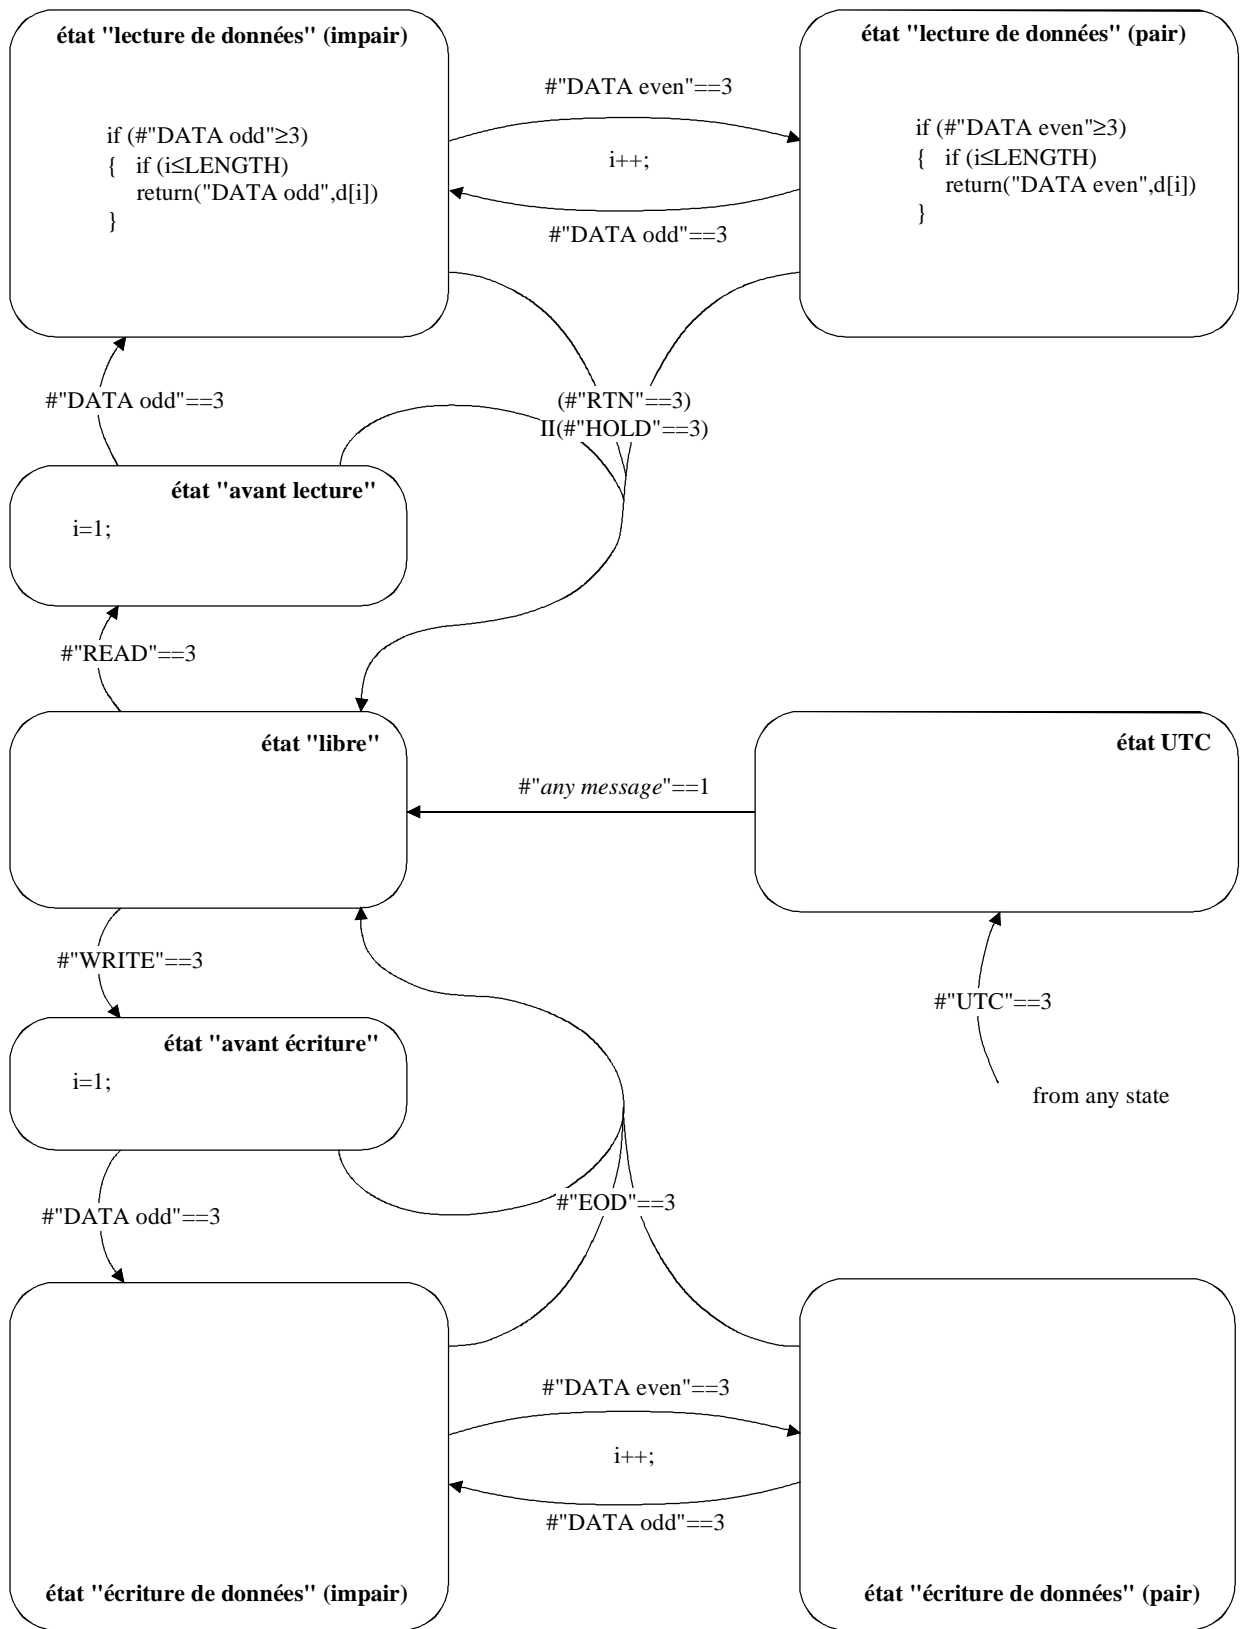 état "lecture de données" (impair)
if (#"DATA odd"≥3)
{ if (i≤LENGTH)
return("DATA odd",d[i])
}
#"DATA even"==3
i++;
#"DATA odd"==3
état "lecture de données" (pair)
if (#"DATA even"≥3)
{ if (i≤LENGTH)
return("DATA even",d[i])
}
#"DATA odd"==3
(#"RTN"==3)
II(#"HOLD"==3)
état "avant lecture"
i=1;
#"READ"==3
état "libre"
#"any message"==1
état UTC
#"WRITE"==3
#"UTC"==3
from any state
état "avant écriture"
i=1;
#"DATA odd"==3
#"EOD"==3
#"DATA even"==3
i++;
#"DATA odd"==3
état "écriture de données" (impair)
état "écriture de données" (pair)